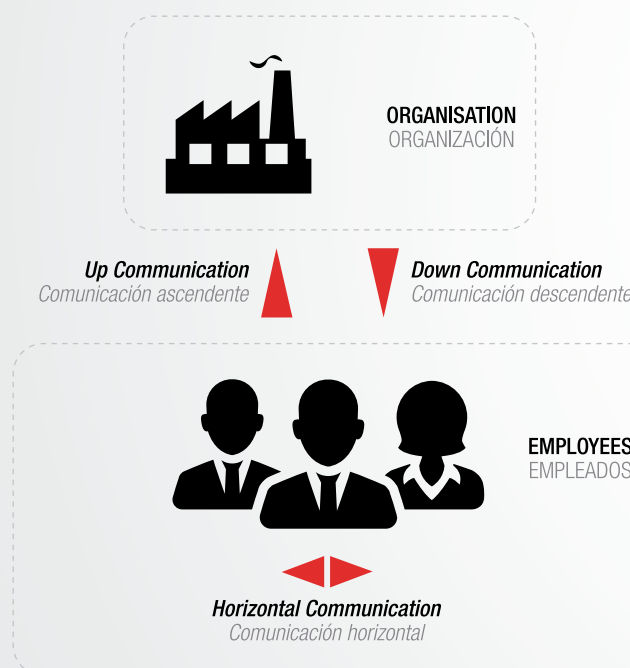 ORGANISATION
ORGANIZACIÓN
Up Communication
Comunicación ascendente
Down Communication
Comunicación descendente
EMPLOYEES
EMPLEADOS
Horizontal Communication
Comunicación horizontal